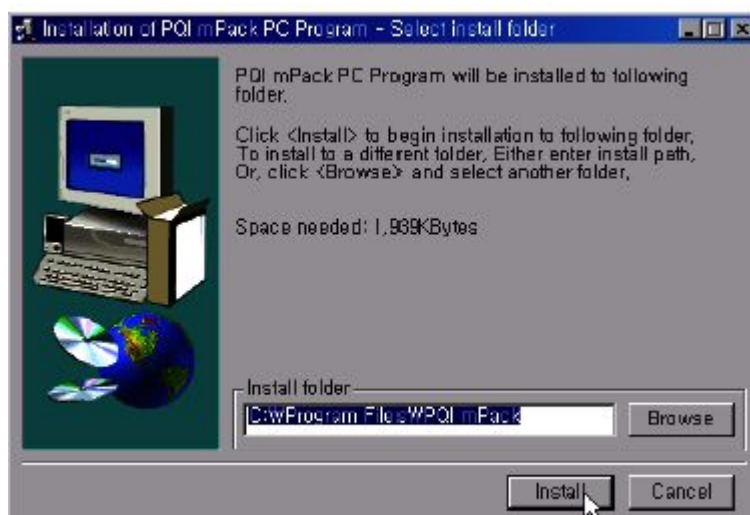 Installation of PQI mPack PC Program - Select install folder
PQI mPack PC Program will be installed to following
folder.
Click <Install> to begin installation to following folder,
To install to a different folder, Either enter install path,
Or, click <Browse> and select another folder,
Space needed: 1,939KBytes
Install folder
C:₩Program Files₩PQI mPack
Browse
Install
Cancel